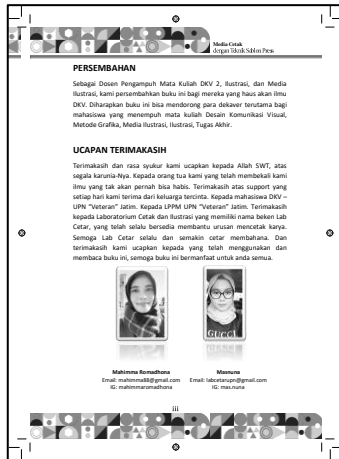 Media Cetak
dengan Teknik Sablon Press
PERSEMBAHAN
Sebagai Dosen Pengampuh Mata Kuliah DKV 2, Ilustrasi, dan Media
Ilustrasi, kami persembahkan buku ini bagi mereka yang haus akan ilmu
DKV. Diharapkan buku ini bisa mendorong para dekaver terutama bagi
mahasiswa yang menempuh mata kuliah Desain Komunikasi Visual,
Metode Grafika, Media Ilustrasi, Ilustrasi, Tugas Akhir.
UCAPAN TERIMAKASIH
Terimakasih dan rasa syukur kami ucapkan kepada Allah SWT, atas
segala karunia-Nya. Kepada orang tua kami yang telah membekali kami
ilmu yang tak akan pernah bisa habis. Terimakasih atas support yang
setiap hari kami terima dari keluarga tercinta. Kepada mahasiswa DKV –
UPN "Veteran" Jatim. Kepada LPPM UPN "Veteran" Jatim. Terimakasih
kepada Laboratorium Cetak dan Ilustrasi yang memiliki nama beken Lab
Cetar, yang telah selalu bersedia membantu urusan mencetak karya.
Semoga Lab Cetar selalu dan semakin cetar membahana. Dan
terimakasih kami ucapkan kepada yang telah menggunakan dan
membaca buku ini, semoga buku ini bermanfaat untuk anda semua.
GUCCI
Mahimma Romadhona
Email: mahimma88@gmail.com
IG: mahimmaromadhona
Masnuna
Email: labcetarupn@gmail.com
IG: mas.nuna
iii